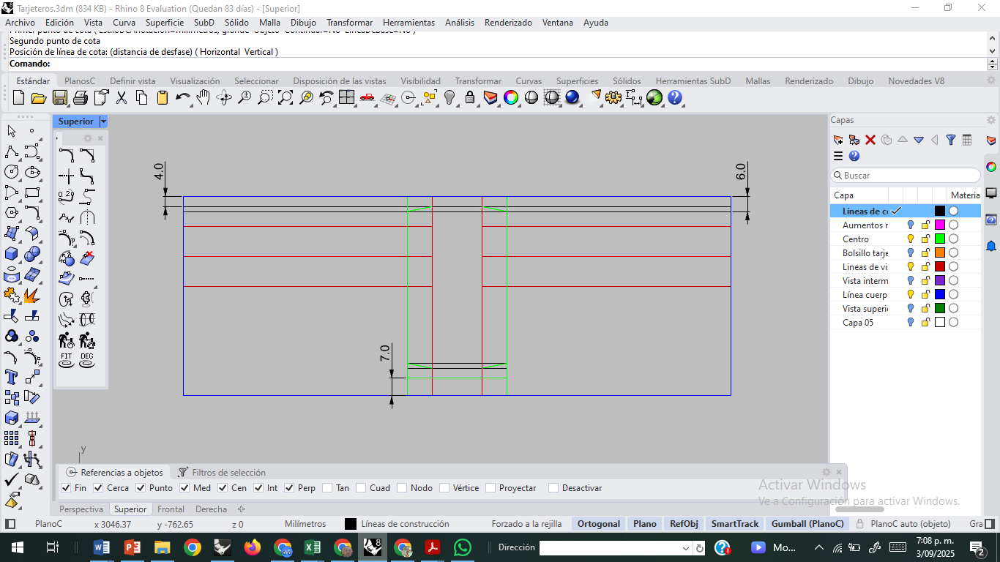 Tarjeteros.3dm (834 KB) - Rhino 8 Evaluation (Quedan 83 días) - [Superior]
Archivo Edición Vista Curva Superficie SubD Sólido Malla Dibujo Transformar Herramientas Análisis Renderizado Ventana Ayuda
Segundo punto de cota
Posición de línea de cota: (distancia de desfase) ( Horizontal Vertical )
Comando:
Estándar PlanosC Definir vista Visualización Seleccionar Disposición de las vistas Visibilidad Transformar Curvas Superficies Sólidos Herramientas SubD Mallas Renderizado Dibujo Novedades V8
Superior
Capas
Buscar
Capa Materia
Líneas de c
Aumentos r
Centro
Bolsillo tarje
Lineas de vi
Vista interm
Línea cuerp
Vista superi
Capa 05
4.0
6.0
7.0
FIT DEG
y
Referencias a objetos Filtros de selección
Fin Cerca Punto Med Cen Int Perp Tan Cuad Nodo Vértice Proyectar Desactivar
Activar Windows
Ve a Configuración para activar Windows.
Perspectiva Superior Frontal Derecha
PlanoC x 3046.37 y -762.65 z 0 Milímetros Líneas de construcción Forzado a la rejilla Ortogonal Plano RefObj SmartTrack Gumball (PlanoC) PlanoC auto (objeto) Gra
Dirección Mo... 7:08 p. m.
3/09/2025
2